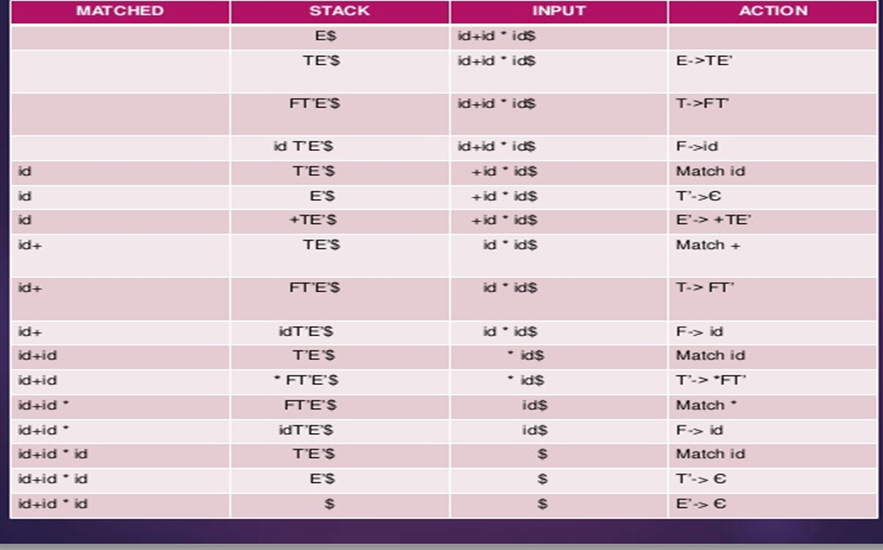 MATCHED STACK INPUT ACTION
E$ id+id * id$
TE'$ id+id * id$ E->TE'
FT'E'$ id+id * id$ T->FT'
id T'E'$ id+id * id$ F->id
id T'E'$ +id * id$ Match id
id E'$ +id * id$ T'->Є
id +TE'$ +id * id$ E'-> +TE'
id+ TE'$ id * id$ Match +
id+ FT'E'$ id * id$ T-> FT'
id+ idT'E'$ id * id$ F-> id
id+id T'E'$ * id$ Match id
id+id * FT'E'$ * id$ T'-> *FT'
id+id * FT'E'$ id$ Match *
id+id * idT'E'$ id$ F-> id
id+id * id T'E'$ $ Match id
id+id * id E'$ $ T'-> Є
id+id * id $ $ E'-> Є